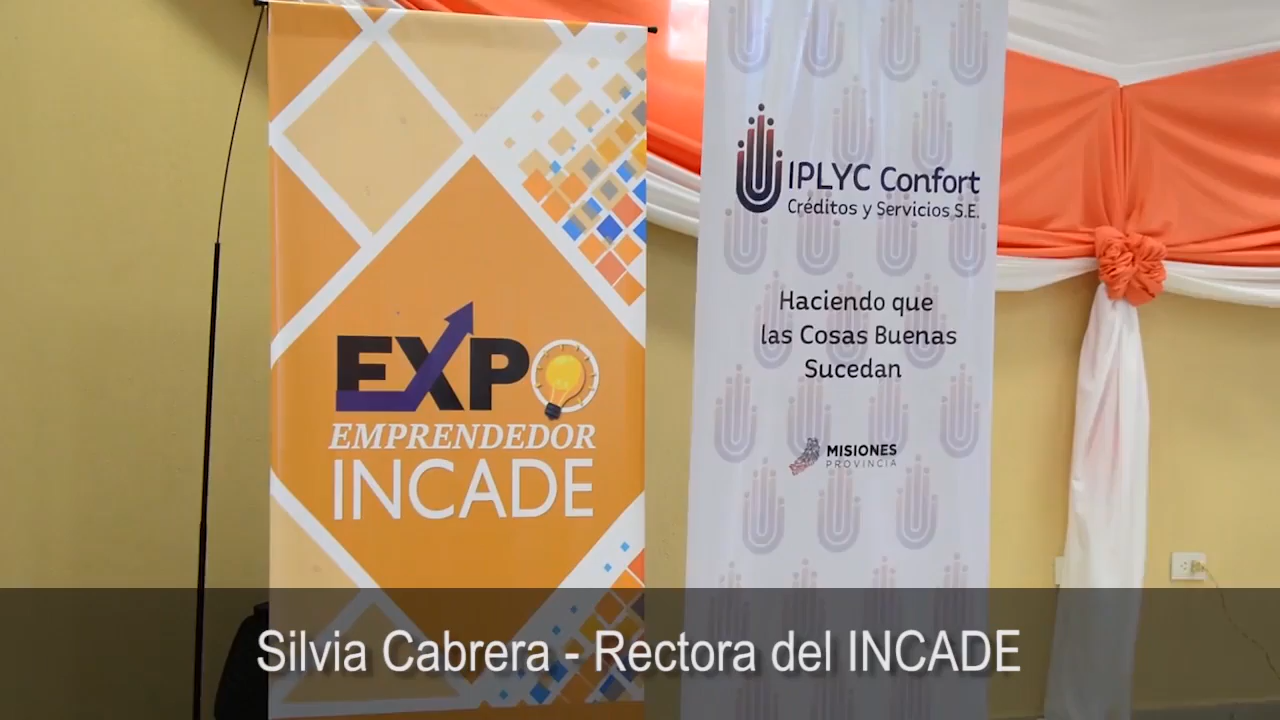 EXPO
EMPRENDEDOR
INCADE
IPLYC Confort
Créditos y Servicios S.E.
Haciendo que
las Cosas Buenas
Sucedan
MISIONES
PROVINCIA
Silvia Cabrera - Rectora del INCADE